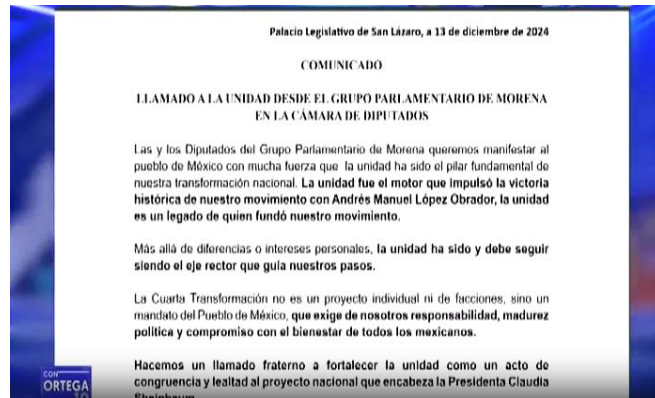 Palacio Legislativo de San Lázaro, a 13 de diciembre de 2024
COMUNICADO
LLAMADO A LA UNIDAD DESDE EL GRUPO PARLAMENTARIO DE MORENA
EN LA CÁMARA DE DIPUTADOS
Las y los Diputados del Grupo Parlamentario de Morena queremos manifestar al
pueblo de México con mucha fuerza que la unidad ha sido el pilar fundamental de
nuestra transformación nacional. La unidad fue el motor que impulsó la victoria
histórica de nuestro movimiento con Andrés Manuel López Obrador, la unidad
es un legado de quien fundó nuestro movimiento.
Más allá de diferencias o intereses personales, la unidad ha sido y debe seguir
siendo el eje rector que guía nuestros pasos.
La Cuarta Transformación no es un proyecto individual ni de facciones, sino un
mandato del Pueblo de México, que exige de nosotros responsabilidad, madurez
política y compromiso con el bienestar de todos los mexicanos.
Hacemos un llamado fraterno a fortalecer la unidad como un acto de
congruencia y lealtad al proyecto nacional que encabeza la Presidenta Claudia
Sheinbaum
CON
ORTEGA